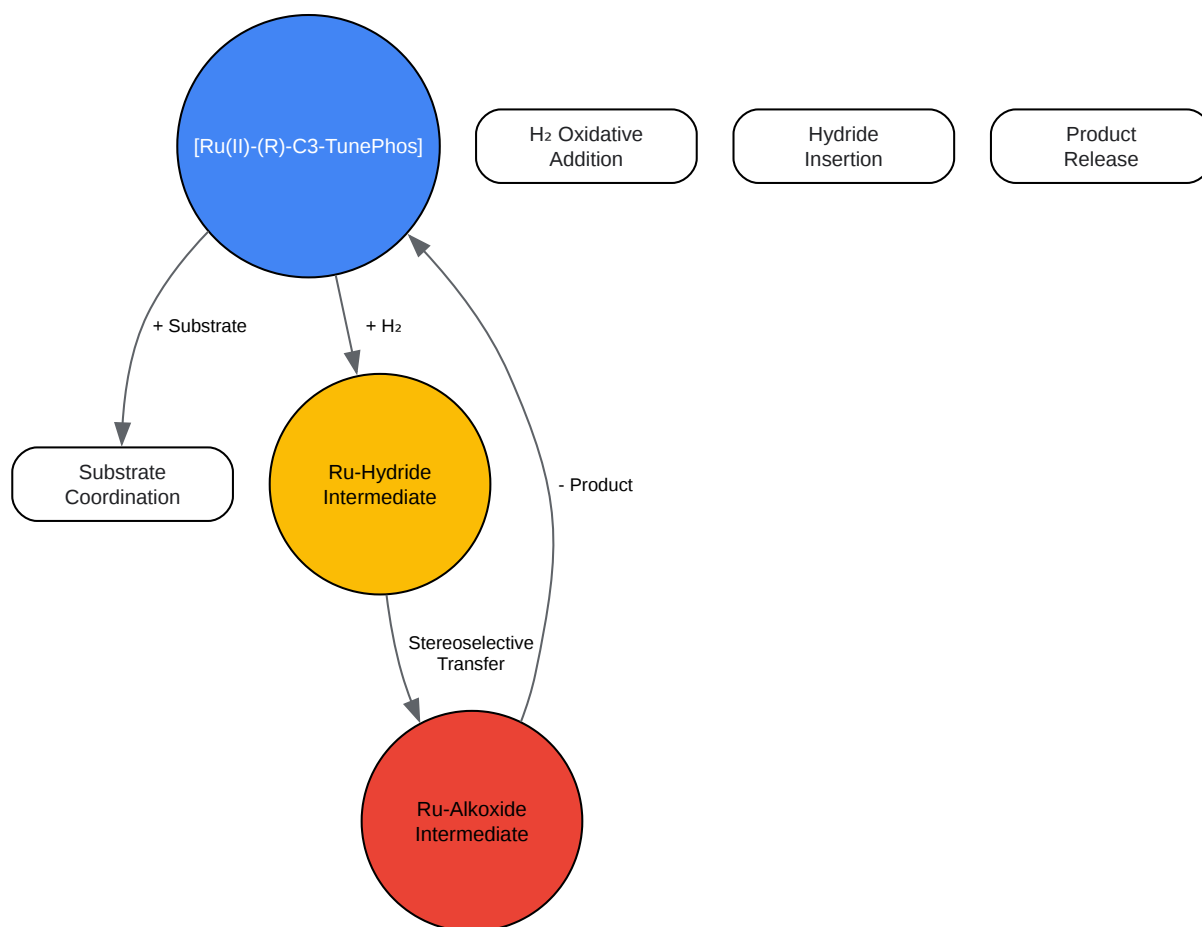 [Ru(II)-(R)-C3-TunePhos]
H₂ Oxidative
Addition
Hydride
Insertion
Product
Release
+ Substrate
+ H₂
Substrate
Coordination
Ru-Hydride
Intermediate
- Product
Stereoselective
Transfer
Ru-Alkoxide
Intermediate